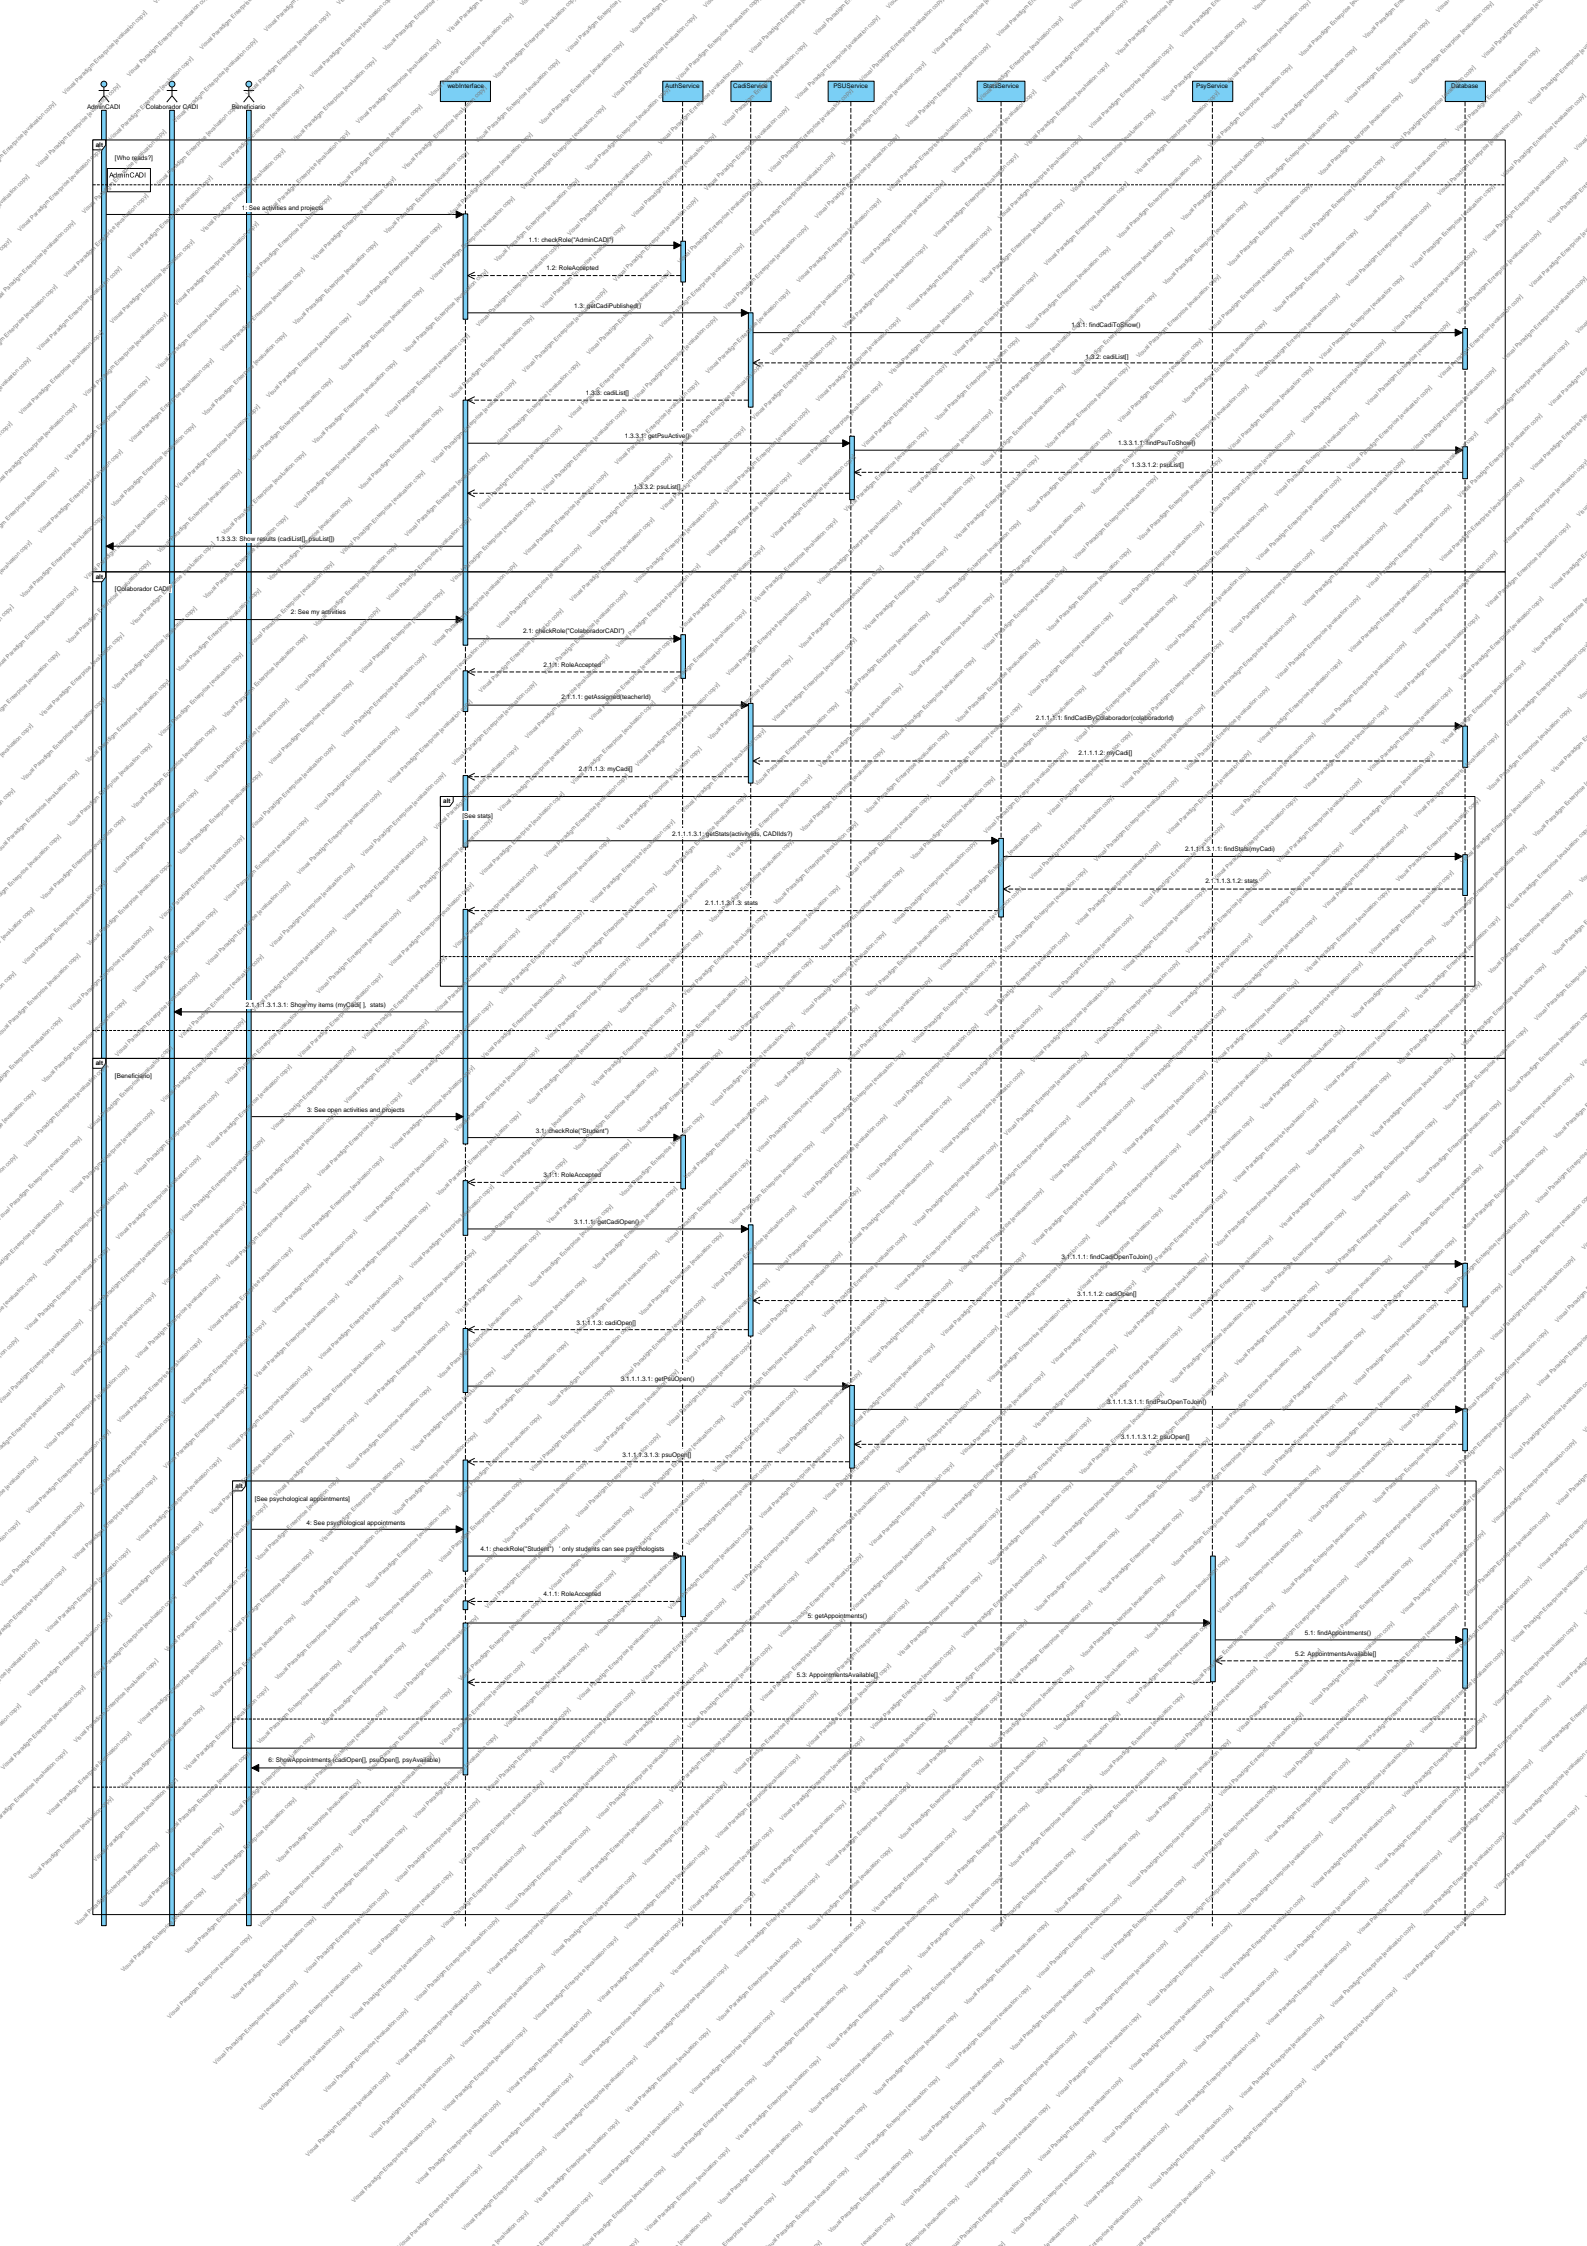 AdminCADI
Colaborador CADI
Beneficiario
webInterface
AuthService
CadiService
PSUService
StatsService
PsyService
Database
alt
[Who reads?]
AdminCADI
1: See activities and projects
1.1: checkRole("AdminCADI")
1.2: RoleAccepted
1.3: getCadiPublished()
1.3.1: findCadiToShow()
1.3.2: cadiList[]
1.3.3: cadiList[]
1.3.3.1: getPsuActive()
1.3.3.1.1: findPsuToShow()
1.3.3.1.2: psuList[]
1.3.3.2: psuList[]
1.3.3.3: Show results (cadiList[], psuList[])
alt
[Colaborador CADI]
2: See my activities
2.1: checkRole("ColaboradorCADI")
2.1.1: RoleAccepted
2.1.1.1: getAssigned(teacherId)
2.1.1.1.1: findCadiByColaborador(colaboradorId)
2.1.1.1.2: myCadi[]
2.1.1.1.3: myCadi[]
alt
[See stats]
2.1.1.1.3.1: getStats(activityIds, CADIIds?)
2.1.1.1.3.1.1: findStats(myCadi)
2.1.1.1.3.1.2: stats
2.1.1.1.3.1.3: stats
2.1.1.1.3.1.3.1: Show my items (myCadi[ ], stats)
alt
[Beneficiario]
3: See open activities and projects
3.1: checkRole("Student")
3.1.1: RoleAccepted
3.1.1.1: getCadiOpen()
3.1.1.1.1: findCadiOpenToJoin()
3.1.1.1.2: cadiOpen[]
3.1.1.1.3: cadiOpen[]
3.1.1.1.3.1: getPsuOpen()
3.1.1.1.3.1.1: findPsuOpenToJoin()
3.1.1.1.3.1.2: psuOpen[]
3.1.1.1.3.1.3: psuOpen[]
alt
[See psychological appointments]
4: See psychological appointments
4.1: checkRole("Student") ' only students can see psychologists
4.1.1: RoleAccepted
5: getAppointments()
5.1: findAppointments()
5.2: AppointmentsAvailable[]
5.3: AppointmentsAvailable[]
6: ShowAppointments (cadiOpen[], psuOpen[], psyAvailable)
Visual Paradigm Enterprise [evaluation copy]